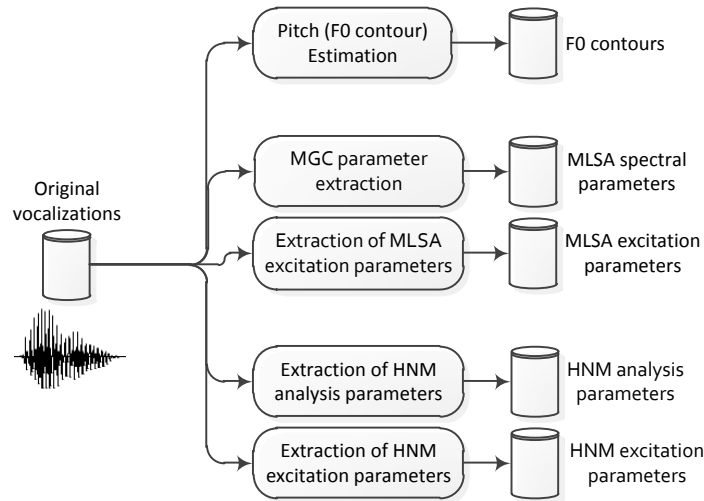 Pitch (F0 contour)
Estimation
F0 contours
MGC parameter
extraction
MLSA spectral
parameters
Original
vocalizations
Extraction of MLSA
excitation parameters
MLSA excitation
parameters
Extraction of HNM
analysis parameters
HNM analysis
parameters
Extraction of HNM
excitation parameters
HNM excitation
parameters